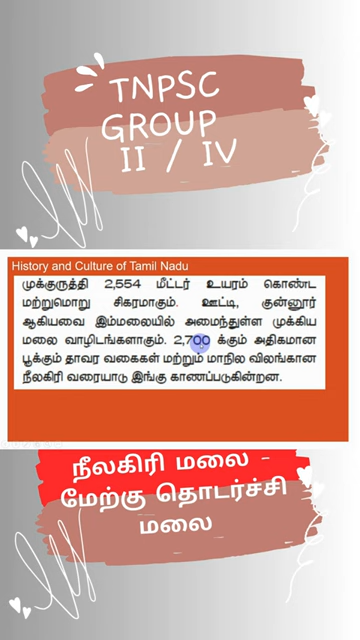 TNPSC
GROUP
II / IV
History and Culture of Tamil Nadu
முக்குருத்தி 2,554 மீட்டர் உயரம் கொண்ட
மற்றுமொறு சிகரமாகும். ஊட்டி, குன்னூர்
ஆகியவை இம்மலையில் அமைந்துள்ள முக்கிய
மலை வாழிடங்களாகும். 2,700 க்கும் அதிகமான
பூக்கும் தாவர வகைகள் மற்றும் மாநில விலங்கான
நீலகிரி வரையாடு இங்கு காணப்படுகின்றன.
நீலகிரி மலை -
மேற்கு தொடர்ச்சி
மலை